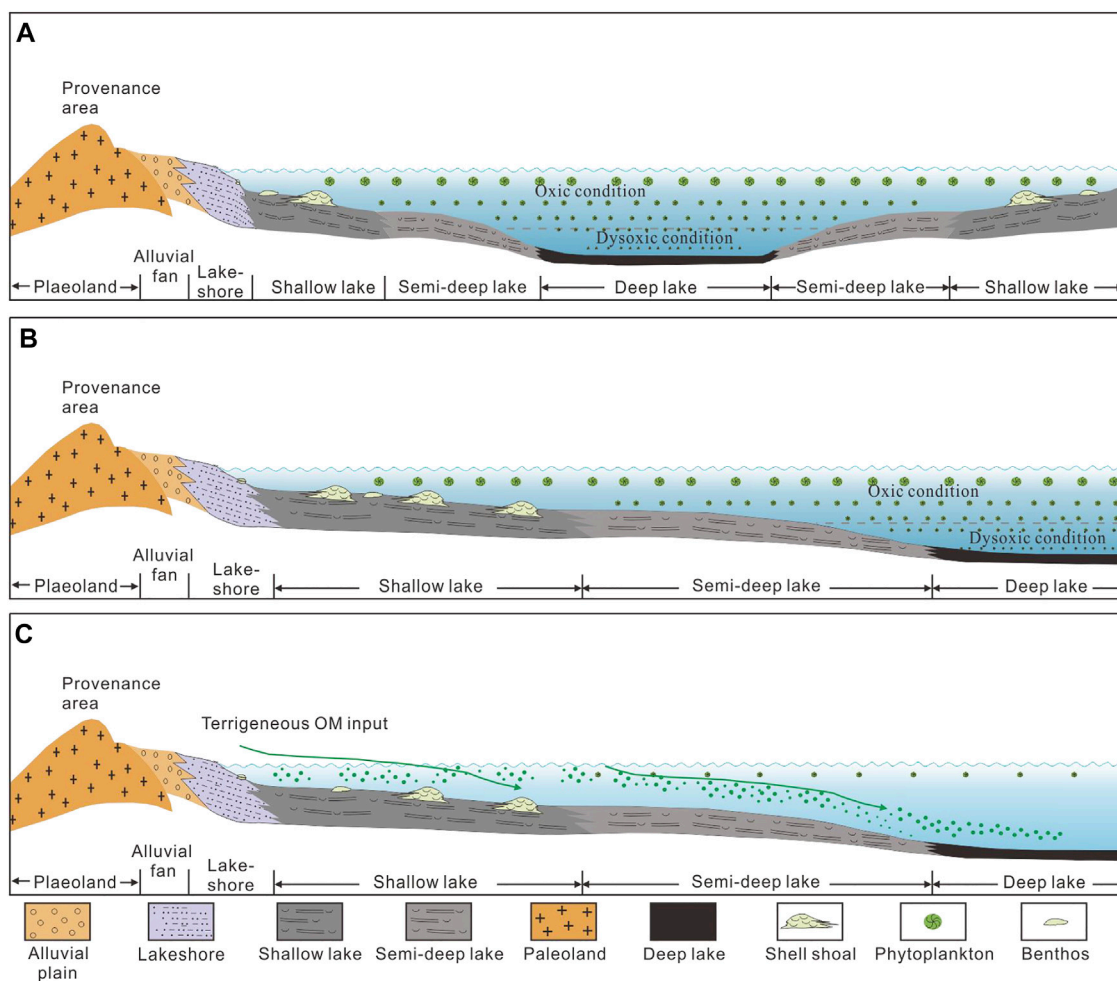 A
Provenance
area
Oxic condition
Dysoxic condition
Alluvial
fan
Lake-
shore
Plaeoland
Shallow lake
Semi-deep lake
Deep lake
Semi-deep lake
Shallow lake
B
Provenance
area
Oxic condition
Dysoxic condition
Alluvial
fan
Lake-
shore
Plaeoland
Shallow lake
Semi-deep lake
Deep lake
C
Provenance
area
Terrigeneous OM input
Alluvial
fan
Lake-
shore
Plaeoland
Shallow lake
Semi-deep lake
Deep lake
Alluvial
plain
Lakeshore
Shallow lake
Semi-deep lake
Paleoland
Deep lake
Shell shoal
Phytoplankton
Benthos